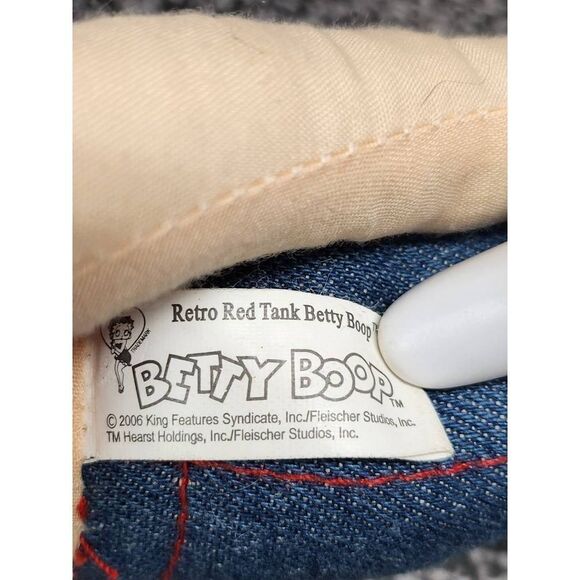 Retro Red Tank Betty Boop
BETTY BOOP™
© 2006 King Features Syndicate, Inc./Fleischer Studios, Inc.
TM Hearst Holdings, Inc./Fleischer Studios, Inc.